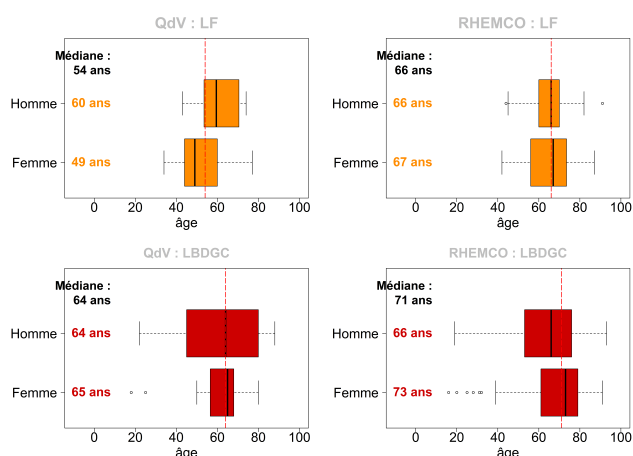 QdV : LF
Médiane :
54 ans
Homme
60 ans
Femme
49 ans
0 20 40 60 80 100
âge
RHEMCO : LF
Médiane :
66 ans
Homme
66 ans
Femme
67 ans
0 20 40 60 80 100
âge
QdV : LBDGC
Médiane :
64 ans
Homme
64 ans
Femme
65 ans
0 20 40 60 80 100
âge
RHEMCO : LBDGC
Médiane :
71 ans
Homme
66 ans
Femme
73 ans
0 20 40 60 80 100
âge